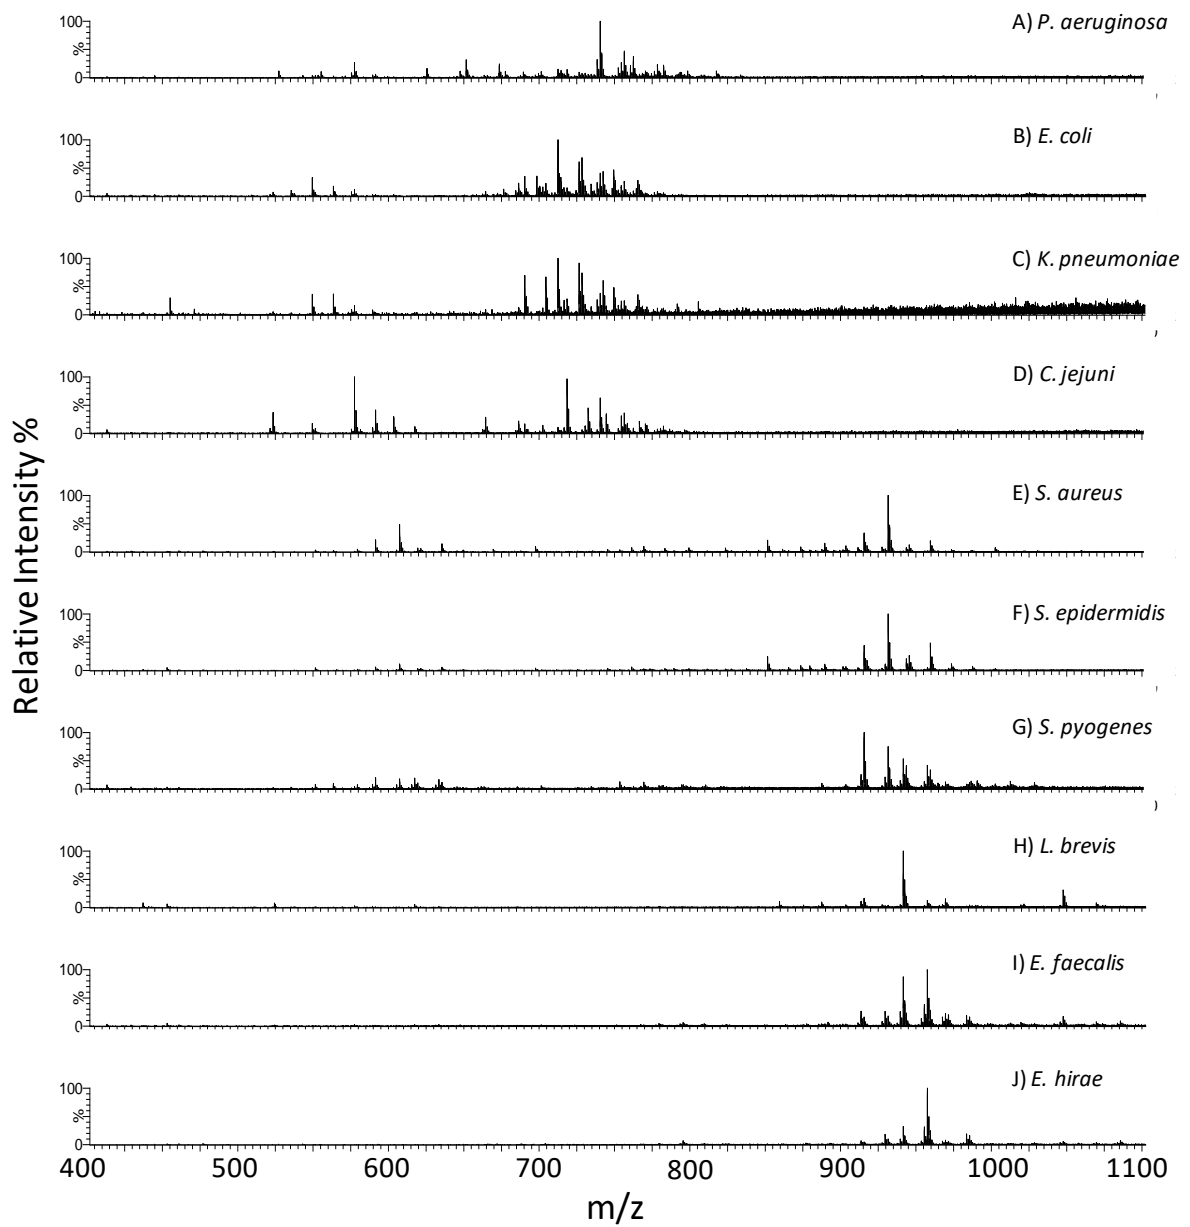 A) P. aeruginosa
100
%
0
B) E. coli
100
%
0
C) K. pneumoniae
100
%
0
D) C. jejuni
100
%
0
E) S. aureus
100
%
0
F) S. epidermidis
100
%
0
G) S. pyogenes
100
%
0
H) L. brevis
100
%
0
I) E. faecalis
100
%
0
J) E. hirae
100
%
0
Relative Intensity %
400 500 600 700 800 900 1000 1100
m/z